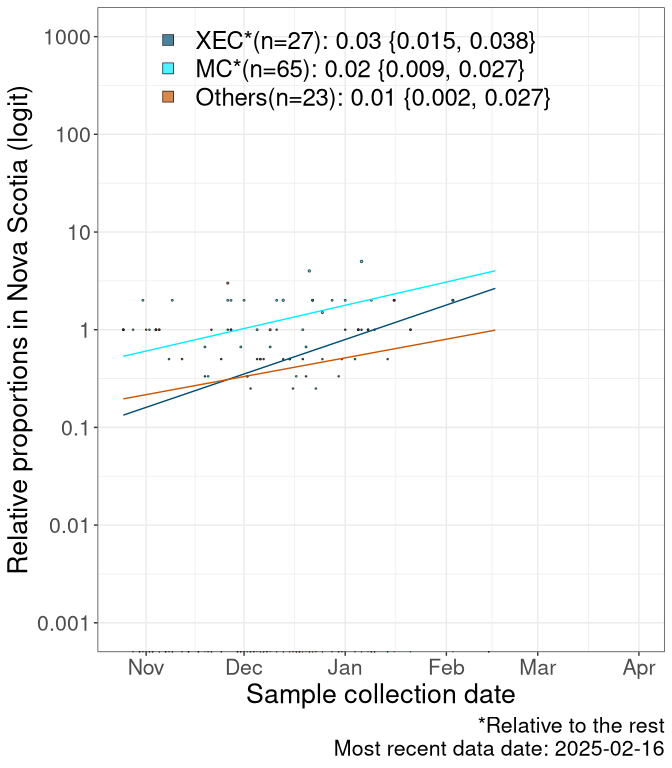 XEC*(n=27): 0.03 {0.015, 0.038}
MC*(n=65): 0.02 {0.009, 0.027}
Others(n=23): 0.01 {0.002, 0.027}
Relative proportions in Nova Scotia (logit)
1000
100
10
1
0.1
0.01
0.001
Nov Dec Jan Feb Mar Apr
Sample collection date
*Relative to the rest
Most recent data date: 2025-02-16